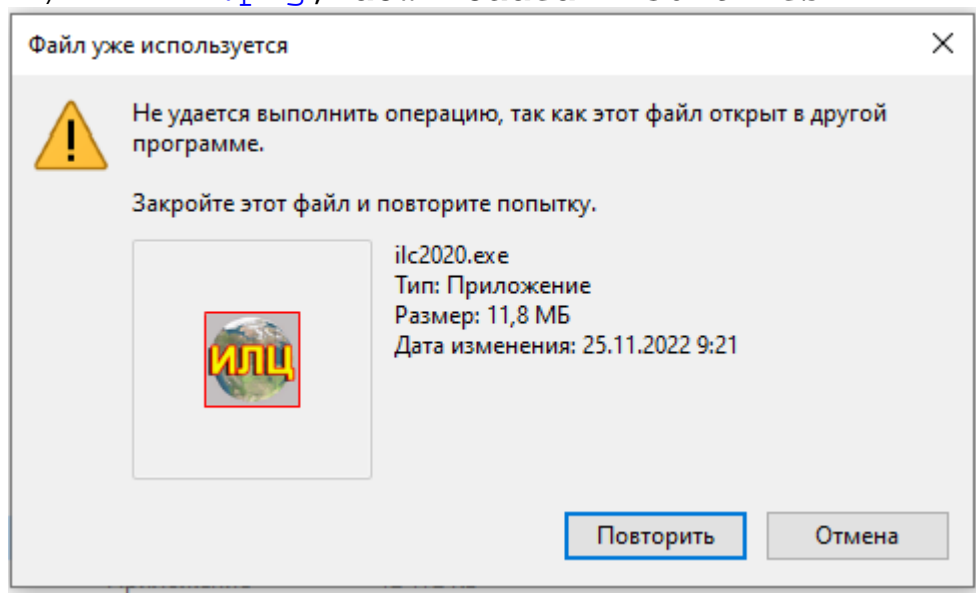 Файл уже используется
Не удается выполнить операцию, так как этот файл открыт в другой
программе.
Закройте этот файл и повторите попытку.
ИЛЦ
ilc2020.exe
Тип: Приложение
Размер: 11,8 МБ
Дата изменения: 25.11.2022 9:21
Повторить
Отмена